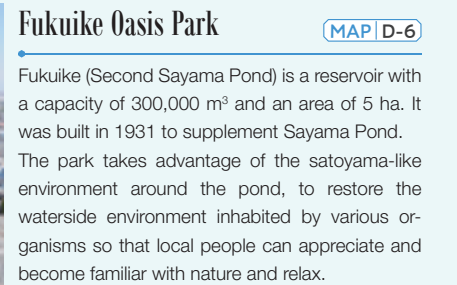 Fukuike Oasis Park
MAP D-6
Fukuike (Second Sayama Pond) is a reservoir with
a capacity of 300,000 m³ and an area of 5 ha. It
was built in 1931 to supplement Sayama Pond.
The park takes advantage of the satoyama-like
environment around the pond, to restore the
waterside environment inhabited by various or-
ganisms so that local people can appreciate and
become familiar with nature and relax.